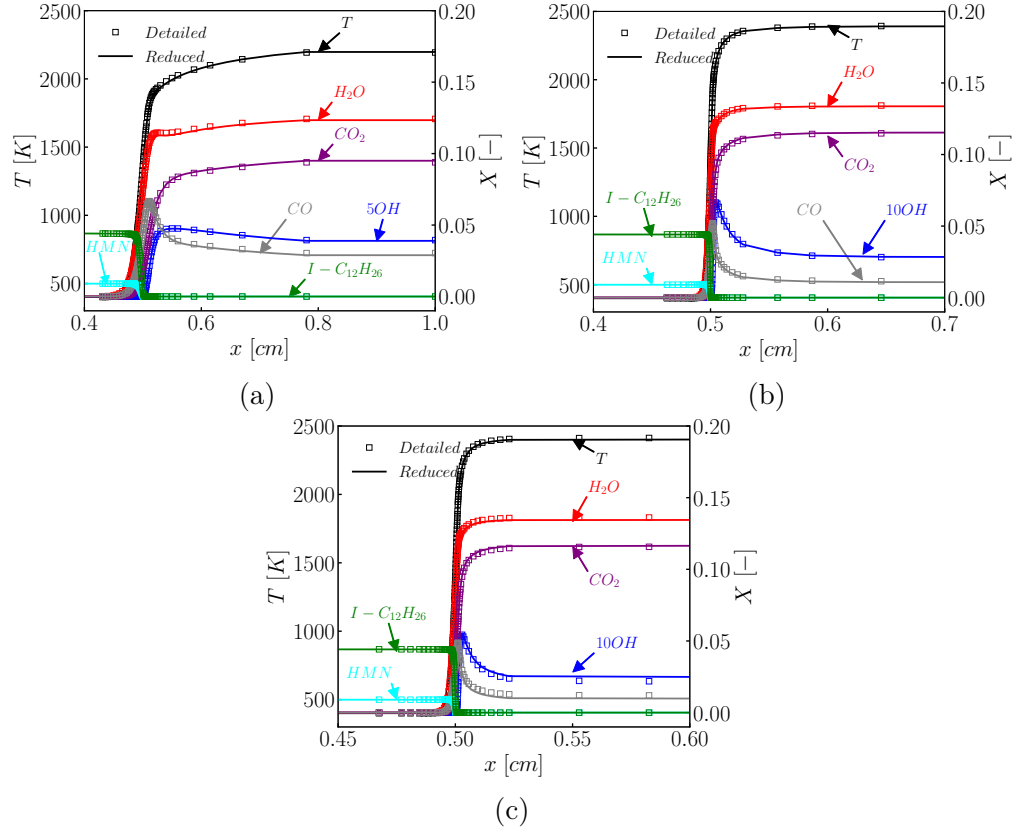 2500
2000
1500
1000
500
T [K]
Detailed
Reduced
T
H₂O
CO₂
CO
5OH
I − C₁₂H₂₆
HMN
I − C₁₂H₂₆
0.20
0.15
0.10
0.05
0.00
X [−]
0.4 0.6 0.8 1.0
x [cm]
(a)
2500
2000
1500
1000
500
T [K]
Detailed
Reduced
T
H₂O
CO₂
I − C₁₂H₂₆
CO
10OH
HMN
0.20
0.15
0.10
0.05
0.00
X [−]
0.4 0.5 0.6 0.7
x [cm]
(b)
2500
2000
1500
1000
500
T [K]
Detailed
Reduced
T
H₂O
CO₂
I − C₁₂H₂₆
10OH
HMN
0.20
0.15
0.10
0.05
0.00
X [−]
0.45 0.50 0.55 0.60
x [cm]
(c)